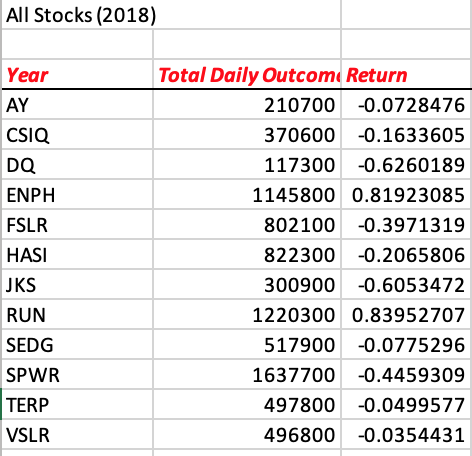 All Stocks (2018)
Year Total Daily Outcome Return
AY 210700 -0.0728476
CSIQ 370600 -0.1633605
DQ 117300 -0.6260189
ENPH 1145800 0.81923085
FSLR 802100 -0.3971319
HASI 822300 -0.2065806
JKS 300900 -0.6053472
RUN 1220300 0.83952707
SEDG 517900 -0.0775296
SPWR 1637700 -0.4459309
TERP 497800 -0.0499577
VSLR 496800 -0.0354431